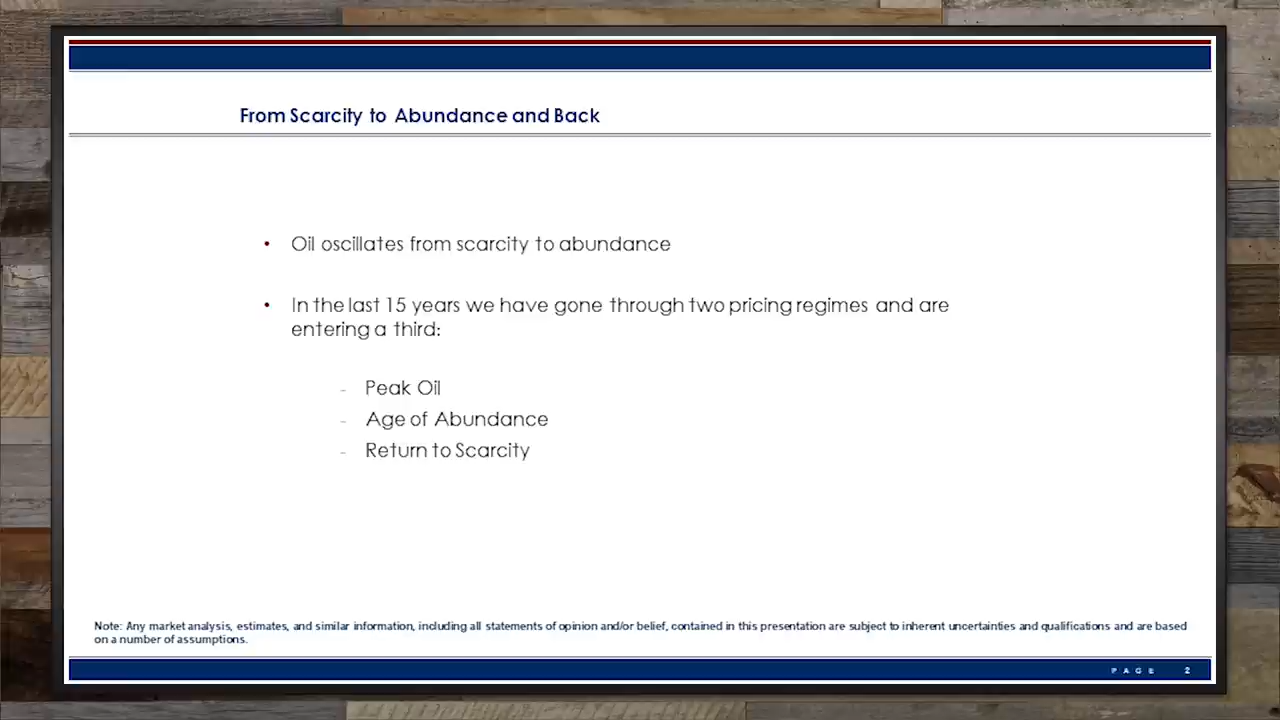 From Scarcity to Abundance and Back
• Oil oscillates from scarcity to abundance
• In the last 15 years we have gone through two pricing regimes and are
entering a third:
- Peak Oil
- Age of Abundance
- Return to Scarcity
Note: Any market analysis, estimates, and similar information, including all statements of opinion and/or belief, contained in this presentation are subject to inherent uncertainties and qualifications and are based
on a number of assumptions.
PAGE 2